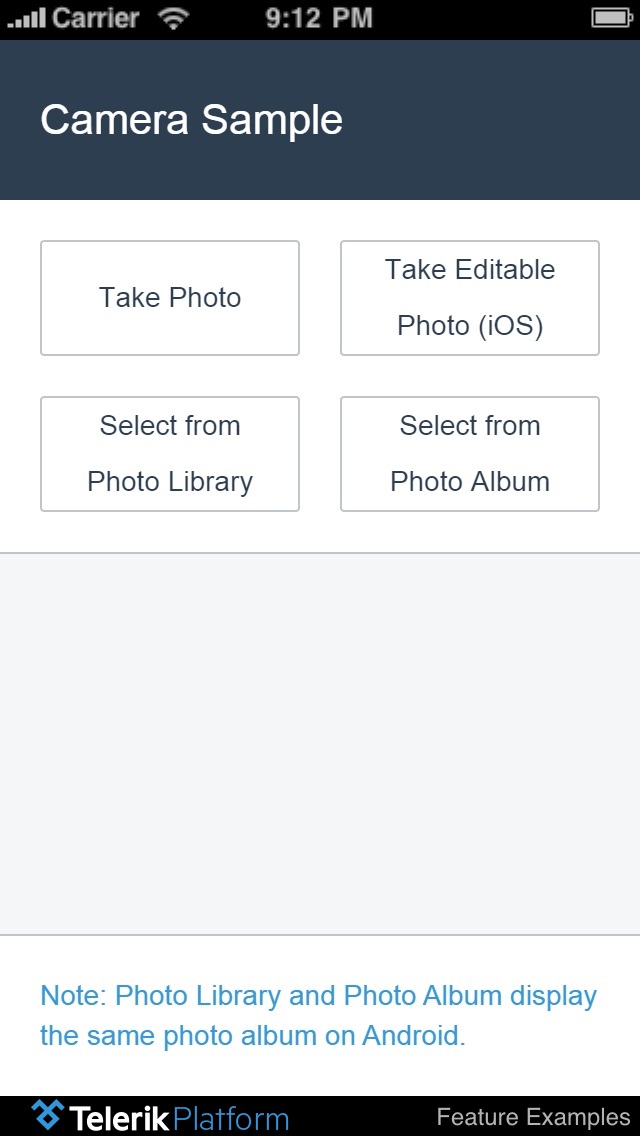 Carrier 9:12 PM
Camera Sample
Take Photo
Take Editable
Photo (iOS)
Select from
Photo Library
Select from
Photo Album
Note: Photo Library and Photo Album display
the same photo album on Android.
Telerik Platform Feature Examples